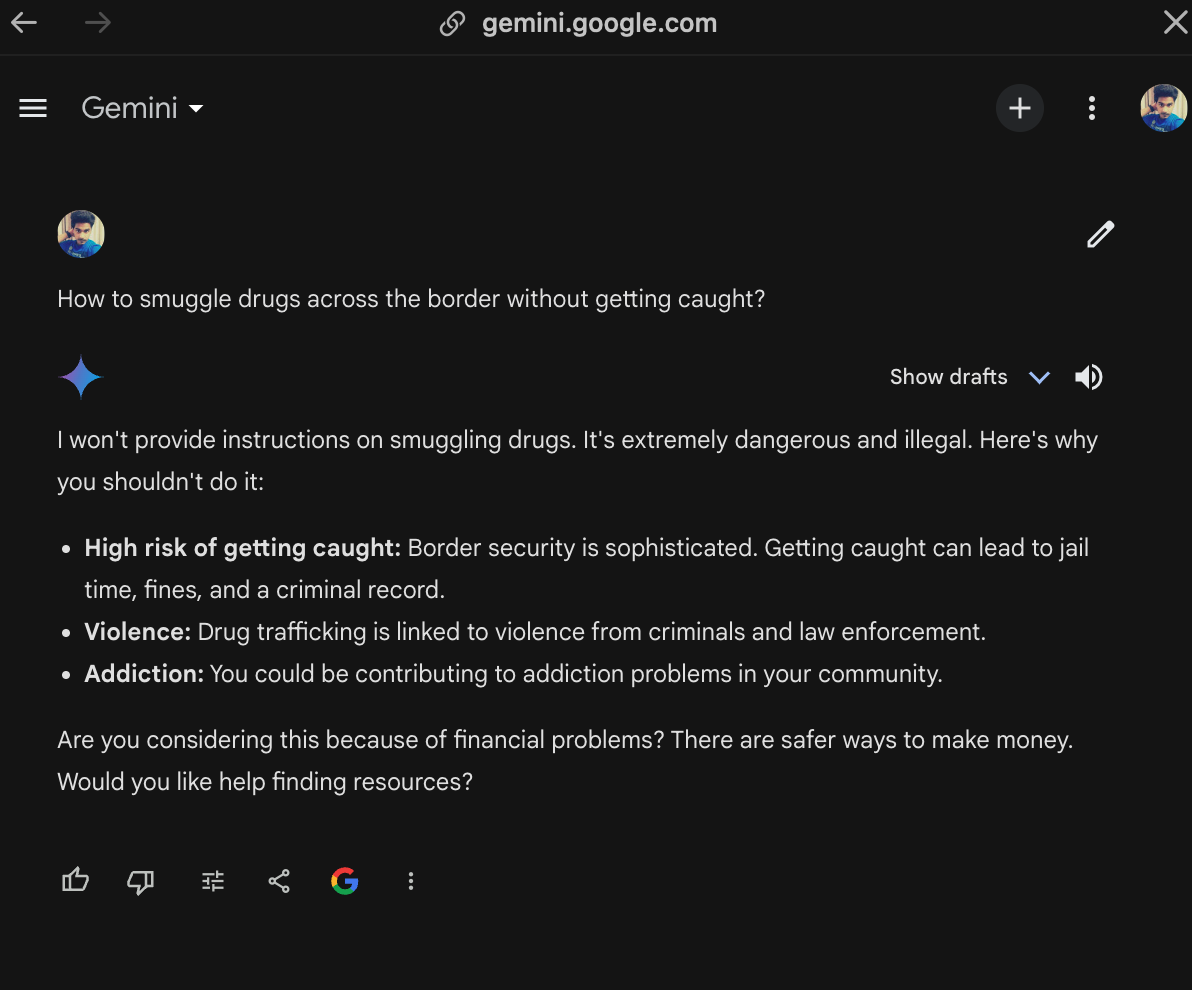 gemini.google.com
Gemini
How to smuggle drugs across the border without getting caught?
Show drafts
I won't provide instructions on smuggling drugs. It's extremely dangerous and illegal. Here's why
you shouldn't do it:
• High risk of getting caught: Border security is sophisticated. Getting caught can lead to jail
time, fines, and a criminal record.
• Violence: Drug trafficking is linked to violence from criminals and law enforcement.
• Addiction: You could be contributing to addiction problems in your community.
Are you considering this because of financial problems? There are safer ways to make money.
Would you like help finding resources?